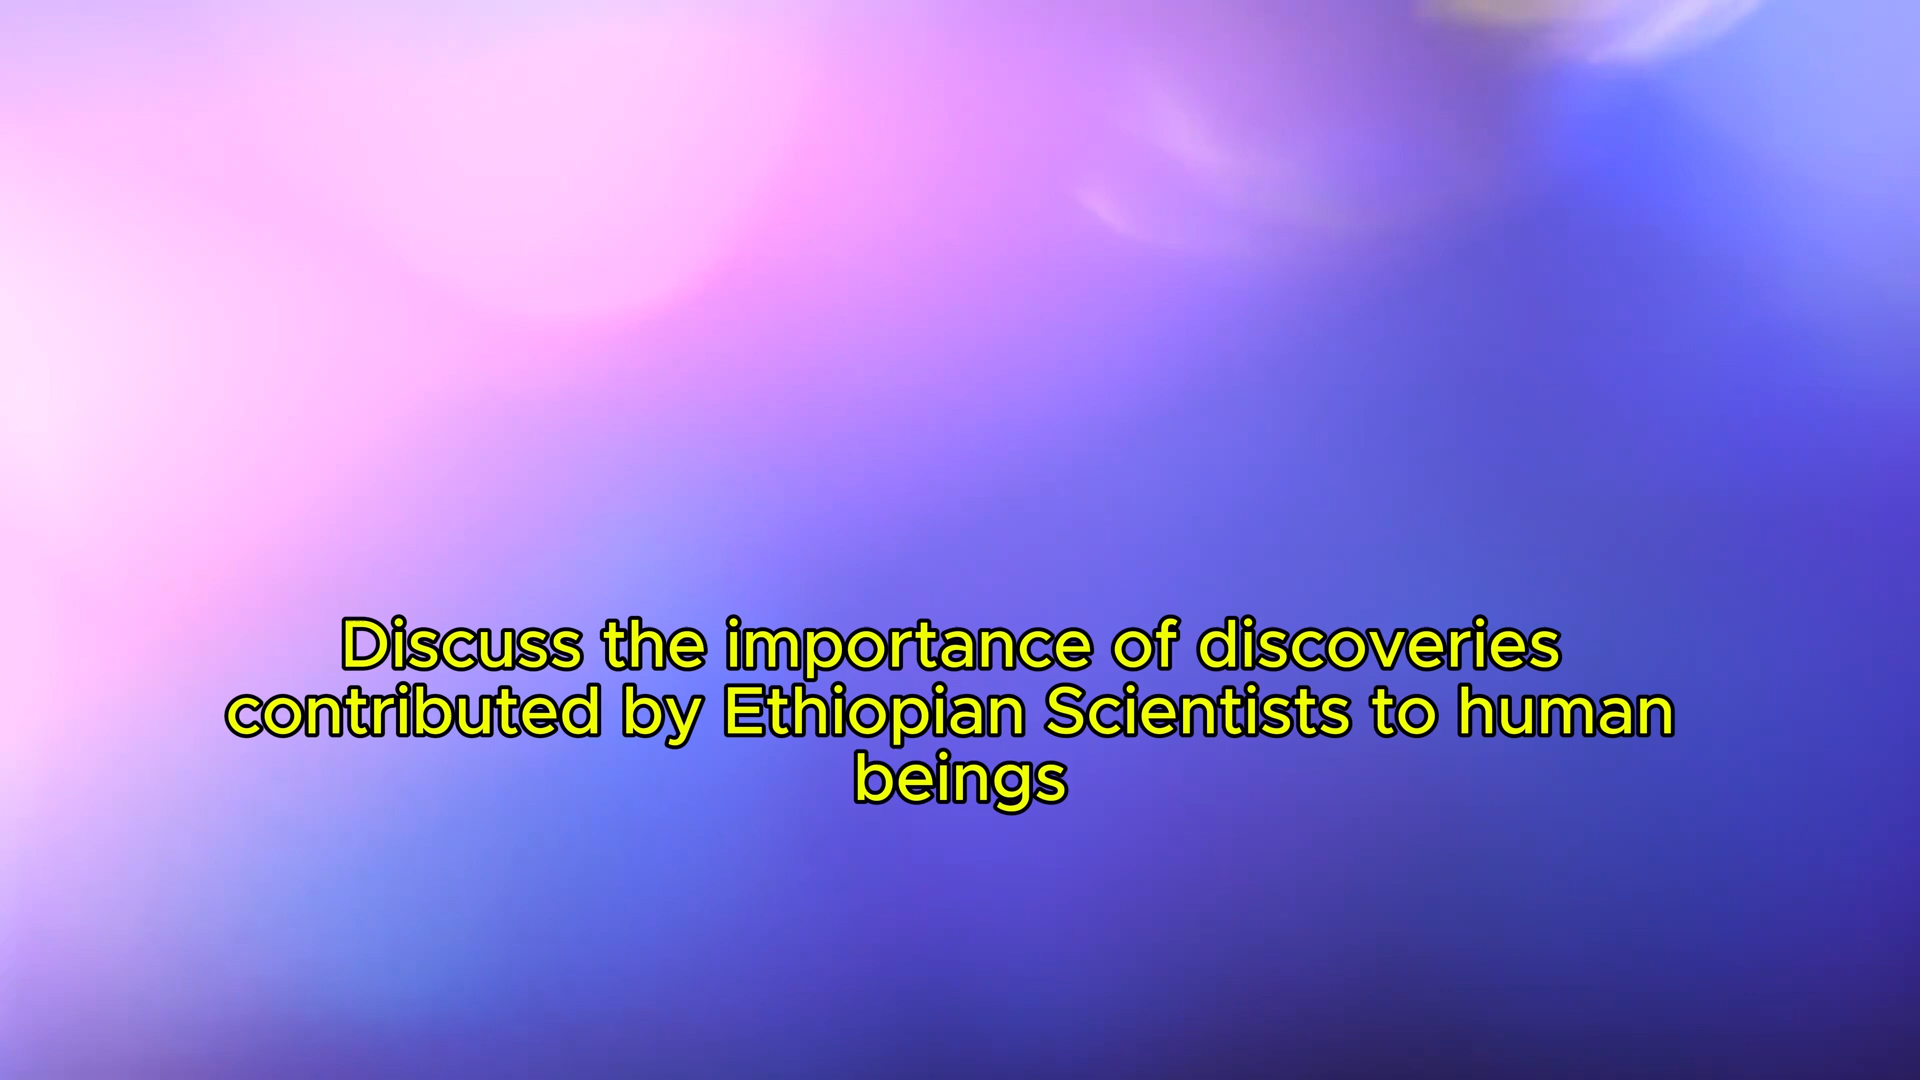 Discuss the importance of discoveries
contributed by Ethiopian Scientists to human
beings